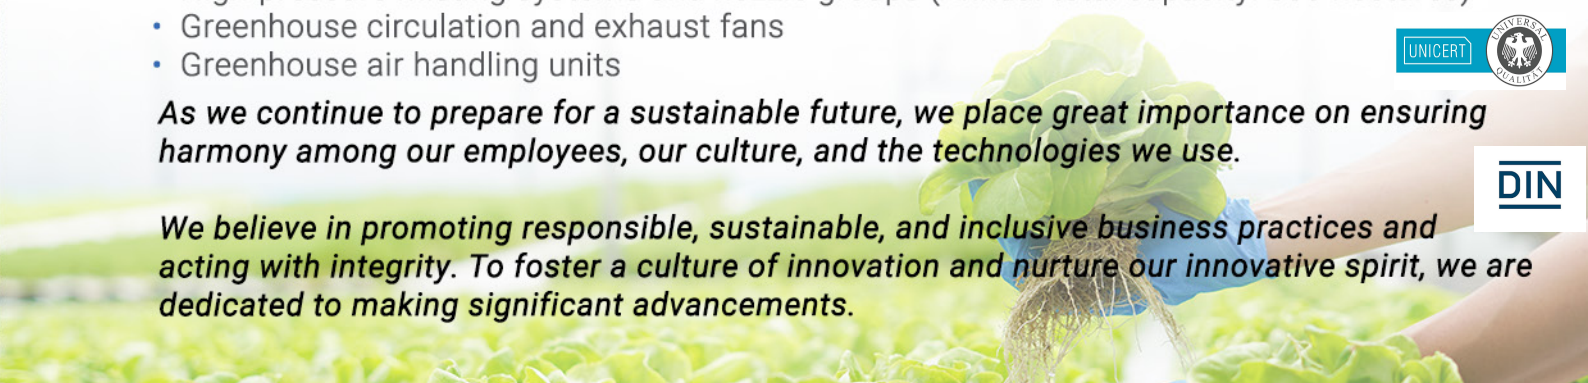 • Greenhouse circulation and exhaust fans
• Greenhouse air handling units
As we continue to prepare for a sustainable future, we place great importance on ensuring
harmony among our employees, our culture, and the technologies we use.
We believe in promoting responsible, sustainable, and inclusive business practices and
acting with integrity. To foster a culture of innovation and nurture our innovative spirit, we are
dedicated to making significant advancements.
UNICERT
UNIVERSAL
QUALITÄT
DIN